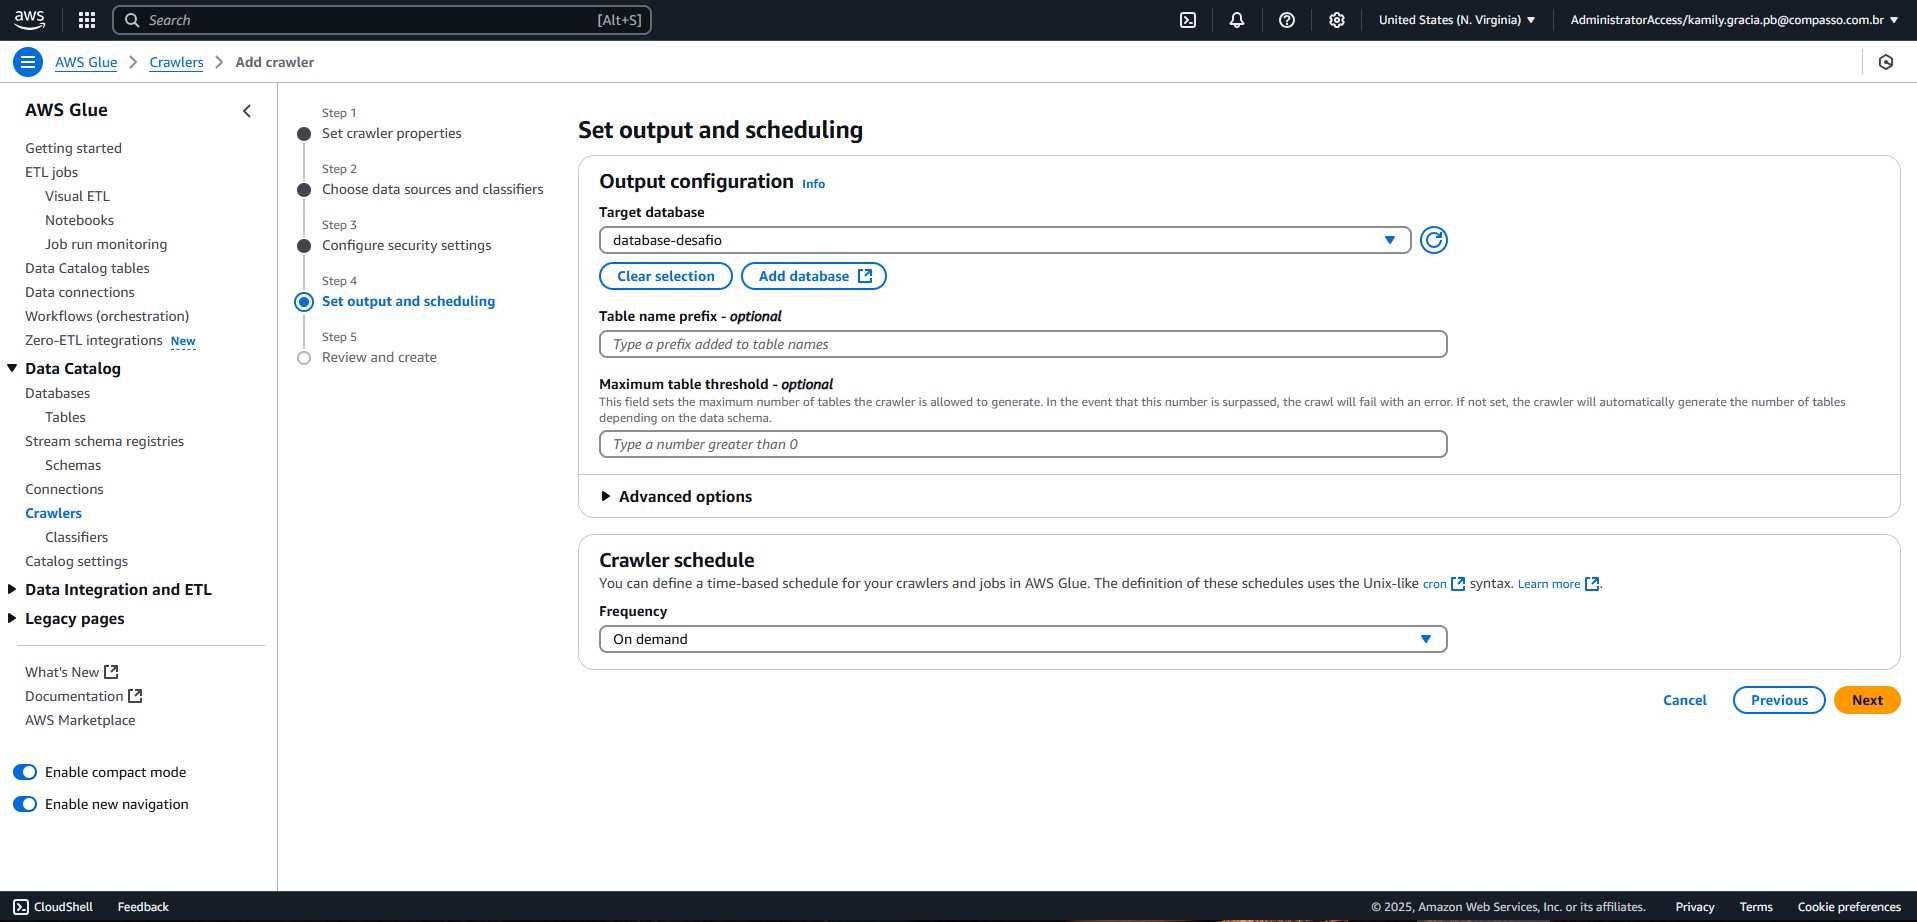 aws
Search
[Alt+S]
United States (N. Virginia)
AdministratorAccess/kamily.gracia.pb@compasso.com.br
AWS Glue
Crawlers
Add crawler
AWS Glue
Getting started
ETL jobs
Visual ETL
Notebooks
Job run monitoring
Data Catalog tables
Data connections
Workflows (orchestration)
Zero-ETL integrations New
Data Catalog
Databases
Tables
Stream schema registries
Schemas
Connections
Crawlers
Classifiers
Catalog settings
Data Integration and ETL
Legacy pages
What's New
Documentation
AWS Marketplace
Enable compact mode
Enable new navigation
Step 1
Set crawler properties
Step 2
Choose data sources and classifiers
Step 3
Configure security settings
Step 4
Set output and scheduling
Step 5
Review and create
Set output and scheduling
Output configuration Info
Target database
database-desafio
Clear selection
Add database
Table name prefix - optional
Type a prefix added to table names
Maximum table threshold - optional
This field sets the maximum number of tables the crawler is allowed to generate. In the event that this number is surpassed, the crawl will fail with an error. If not set, the crawler will automatically generate the number of tables
depending on the data schema.
Type a number greater than 0
Advanced options
Crawler schedule
You can define a time-based schedule for your crawlers and jobs in AWS Glue. The definition of these schedules uses the Unix-like cron syntax. Learn more.
Frequency
On demand
Cancel
Previous
Next
CloudShell
Feedback
© 2025, Amazon Web Services, Inc. or its affiliates.
Privacy
Terms
Cookie preferences